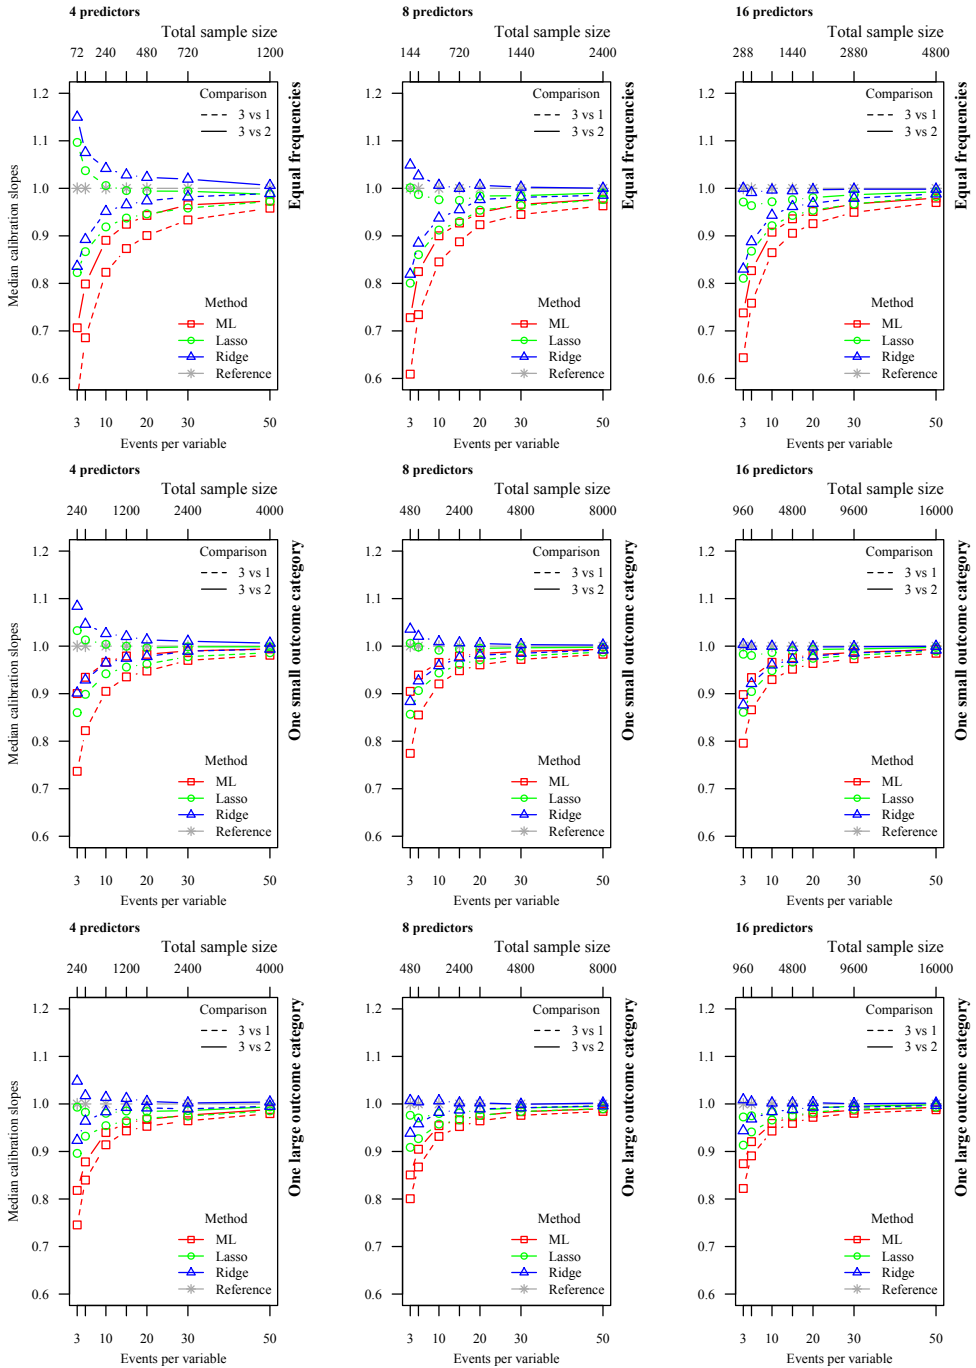 4 predictors
Total sample size
72 240 480 720 1200
1.2
1.1
1.0
0.9
0.8
0.7
0.6
Median calibration slopes
Comparison
3 vs 1
3 vs 2
Method
ML
Lasso
Ridge
Reference
3 10 20 30 50
Events per variable
Equal frequencies
8 predictors
Total sample size
144 720 1440 2400
1.2
1.1
1.0
0.9
0.8
0.7
0.6
Comparison
3 vs 1
3 vs 2
Method
ML
Lasso
Ridge
Reference
3 10 20 30 50
Events per variable
Equal frequencies
16 predictors
Total sample size
288 1440 2880 4800
1.2
1.1
1.0
0.9
0.8
0.7
0.6
Comparison
3 vs 1
3 vs 2
Method
ML
Lasso
Ridge
Reference
3 10 20 30 50
Events per variable
Equal frequencies
4 predictors
Total sample size
240 1200 2400 4000
1.2
1.1
1.0
0.9
0.8
0.7
0.6
Median calibration slopes
Comparison
3 vs 1
3 vs 2
Method
ML
Lasso
Ridge
Reference
3 10 20 30 50
Events per variable
One small outcome category
8 predictors
Total sample size
480 2400 4800 8000
1.2
1.1
1.0
0.9
0.8
0.7
0.6
Comparison
3 vs 1
3 vs 2
Method
ML
Lasso
Ridge
Reference
3 10 20 30 50
Events per variable
One small outcome category
16 predictors
Total sample size
960 4800 9600 16000
1.2
1.1
1.0
0.9
0.8
0.7
0.6
Comparison
3 vs 1
3 vs 2
Method
ML
Lasso
Ridge
Reference
3 10 20 30 50
Events per variable
One small outcome category
4 predictors
Total sample size
240 1200 2400 4000
1.2
1.1
1.0
0.9
0.8
0.7
0.6
Median calibration slopes
Comparison
3 vs 1
3 vs 2
Method
ML
Lasso
Ridge
Reference
3 10 20 30 50
Events per variable
One large outcome category
8 predictors
Total sample size
480 2400 4800 8000
1.2
1.1
1.0
0.9
0.8
0.7
0.6
Comparison
3 vs 1
3 vs 2
Method
ML
Lasso
Ridge
Reference
3 10 20 30 50
Events per variable
One large outcome category
16 predictors
Total sample size
960 4800 9600 16000
1.2
1.1
1.0
0.9
0.8
0.7
0.6
Comparison
3 vs 1
3 vs 2
Method
ML
Lasso
Ridge
Reference
3 10 20 30 50
Events per variable
One large outcome category